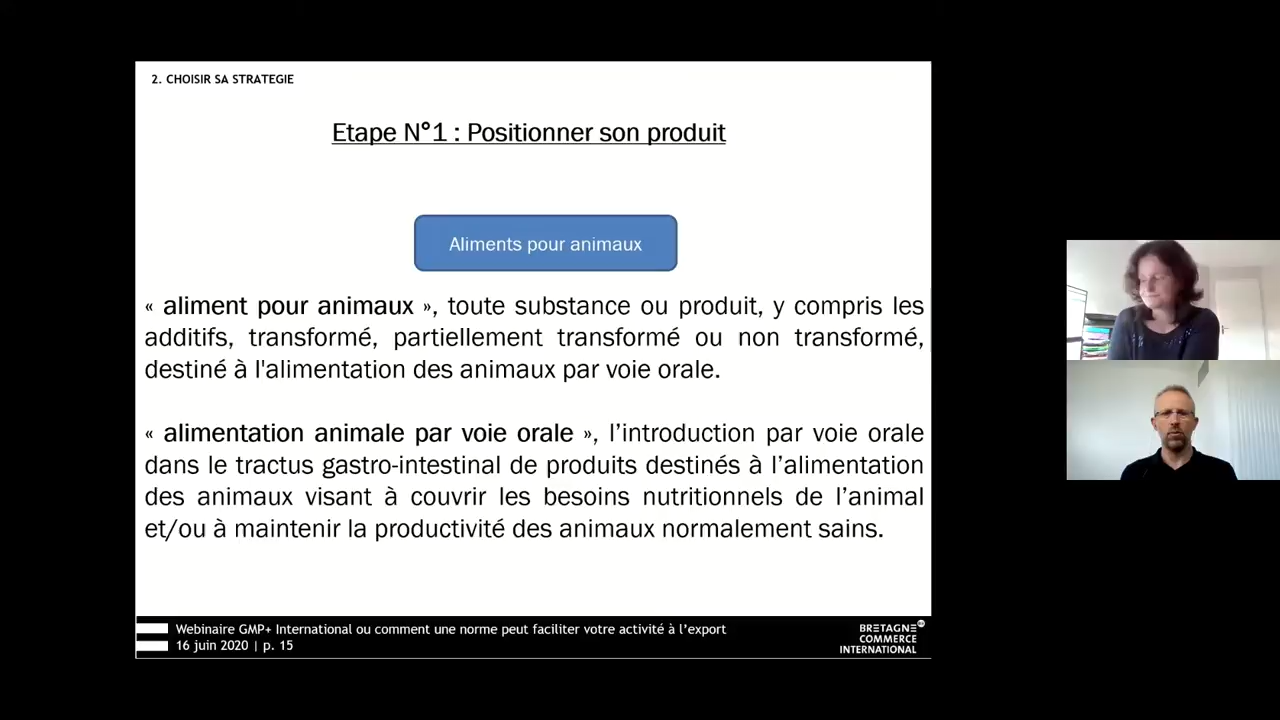 2. CHOISIR SA STRATEGIE
Etape N°1 : Positionner son produit
Aliments pour animaux
« aliment pour animaux », toute substance ou produit, y compris les
additifs, transformé, partiellement transformé ou non transformé,
destiné à l'alimentation des animaux par voie orale.
« alimentation animale par voie orale », l’introduction par voie orale
dans le tractus gastro-intestinal de produits destinés à l’alimentation
des animaux visant à couvrir les besoins nutritionnels de l’animal
et/ou à maintenir la productivité des animaux normalement sains.
Webinaire GMP+ International ou comment une norme peut faciliter votre activité à l’export
16 juin 2020 | p. 15
BRETAGNE
COMMERCE
INTERNATIONAL